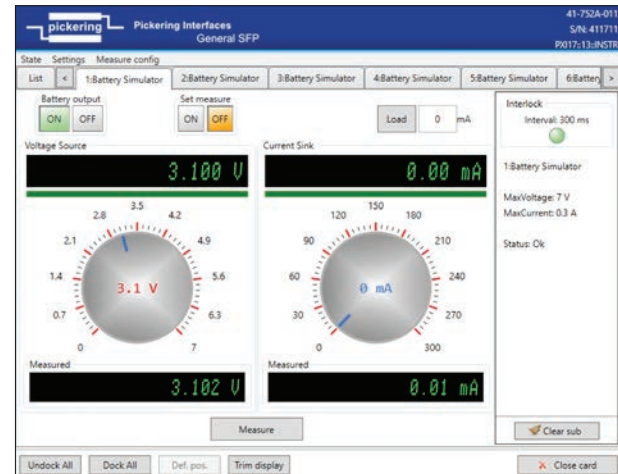 pickering Pickering Interfaces
General SFP
41-752A-011
S/N: 411711
PXI17::13::INSTR
State Settings Measure config
List < 1:Battery Simulator 2:Battery Simulator 3:Battery Simulator 4:Battery Simulator 5:Battery Simulator 6:Battery >
Battery output Set measure
ON OFF ON OFF Load 0 mA
Interlock
Interval: 300 ms
Voltage Source Current Sink
3.100 V 0.00 mA
1:Battery Simulator
MaxVoltage: 7 V
MaxCurrent: 0.3 A
Status: Ok
0 0.7 1.4 2.1 2.8 3.5 4.2 4.9 5.6 6.3 7
3.1 V
0 30 60 90 120 150 180 210 240 270 300
0 mA
Measured Measured
3.102 V 0.01 mA
Measure
Clear sub
Undock All Dock All Def. pos. Trim display Close card